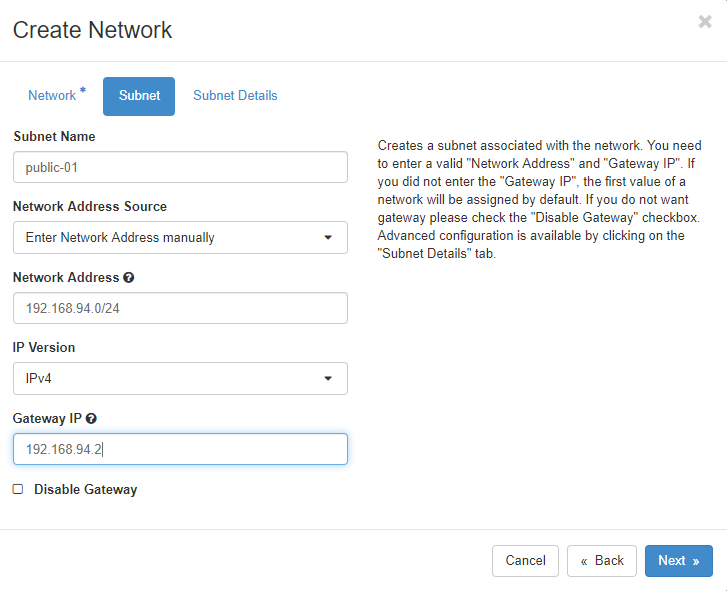 Create Network
×
Network *
Subnet
Subnet Details
Subnet Name
public-01
Network Address Source
Enter Network Address manually
Network Address
192.168.94.0/24
IP Version
IPv4
Gateway IP
192.168.94.2
Disable Gateway
Creates a subnet associated with the network. You need
to enter a valid "Network Address" and "Gateway IP". If
you did not enter the "Gateway IP", the first value of a
network will be assigned by default. If you do not want
gateway please check the "Disable Gateway" checkbox.
Advanced configuration is available by clicking on the
"Subnet Details" tab.
Cancel
« Back
Next »